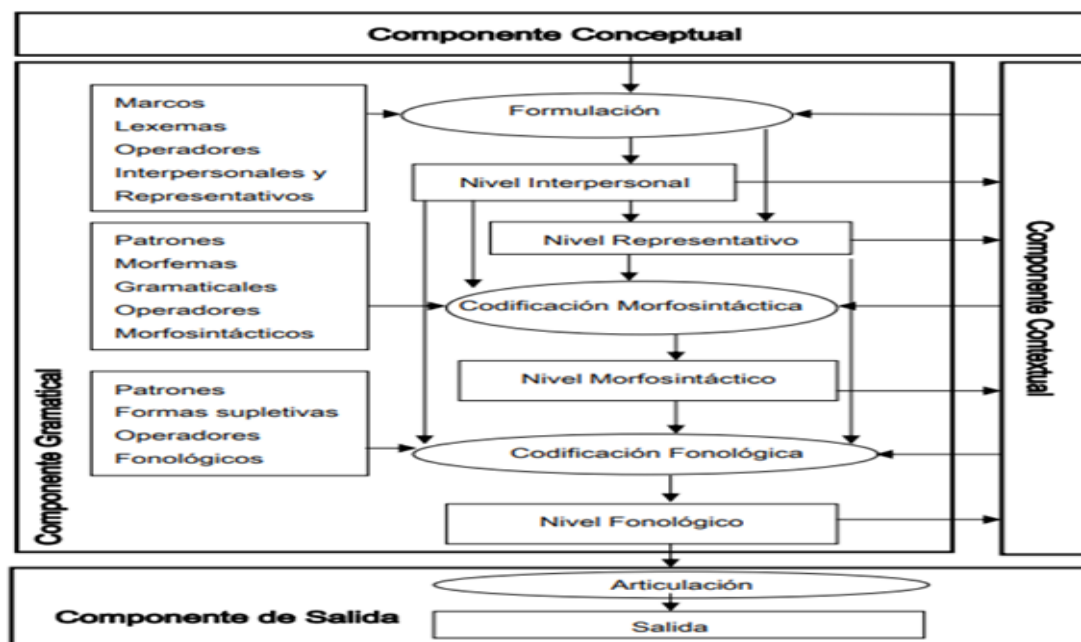 Componente Conceptual
Marcos
Lexemas
Operadores
Interpersonales y
Representativos
Formulación
Nivel Interpersonal
Nivel Representativo
Patrones
Morfemas
Gramaticales
Operadores
Morfosintácticos
Codificación Morfosintáctica
Nivel Morfosintáctico
Patrones
Formas supletivas
Operadores
Fonológicos
Codificación Fonológica
Nivel Fonológico
Componente Gramatical
Componente Contextual
Articulación
Componente de Salida
Salida